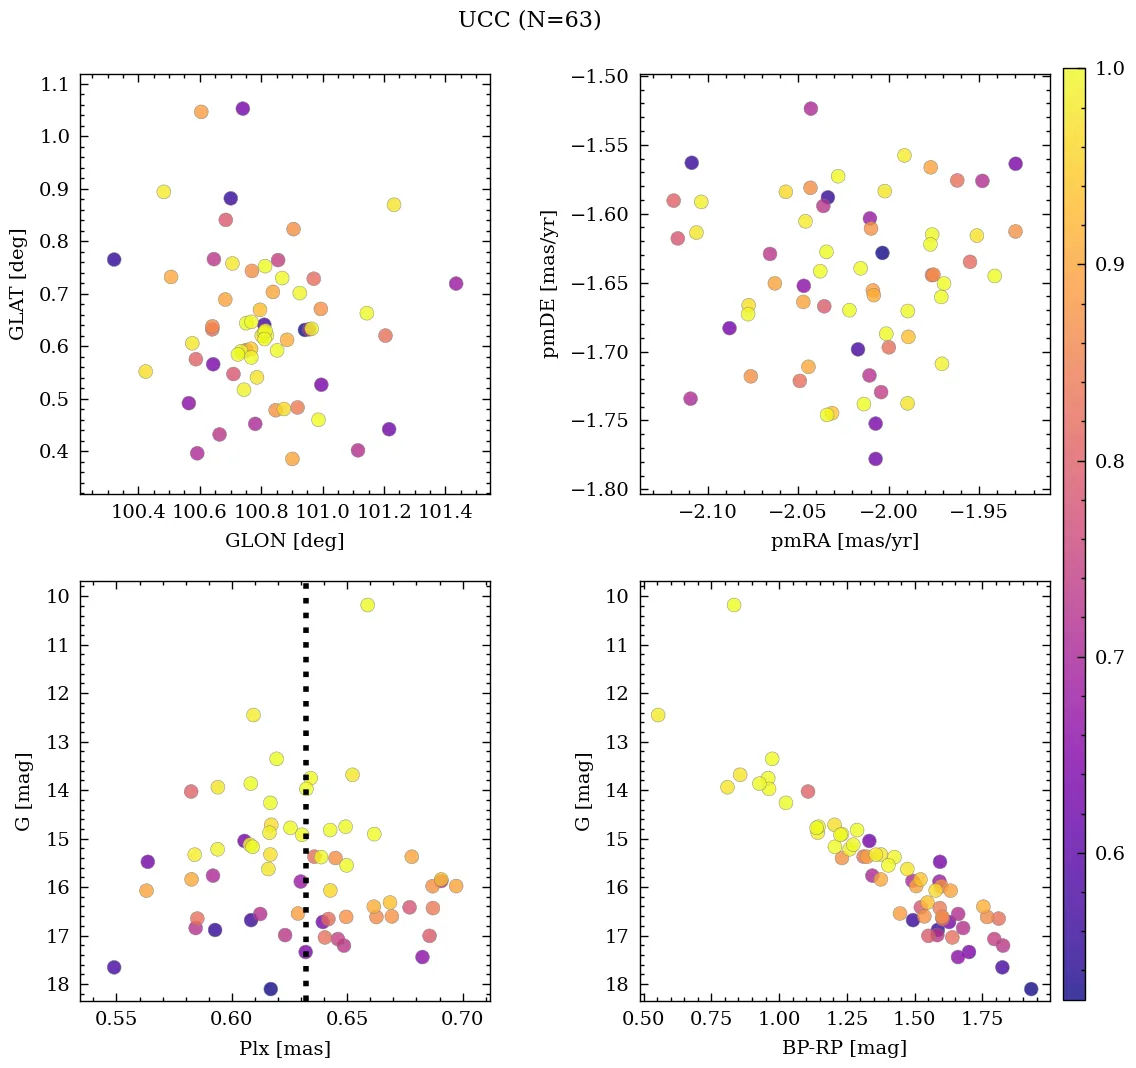 UCC (N=63)
1.1
1.0
0.9
0.8
0.7
0.6
0.5
0.4
GLAT [deg]
100.4 100.6 100.8 101.0 101.2 101.4
GLON [deg]
−1.50
−1.55
−1.60
−1.65
−1.70
−1.75
−1.80
pmDE [mas/yr]
−2.10 −2.05 −2.00 −1.95
pmRA [mas/yr]
10
11
12
13
14
15
16
17
18
G [mag]
0.55 0.60 0.65 0.70
Plx [mas]
10
11
12
13
14
15
16
17
18
G [mag]
0.50 0.75 1.00 1.25 1.50 1.75
BP-RP [mag]
1.0
0.9
0.8
0.7
0.6